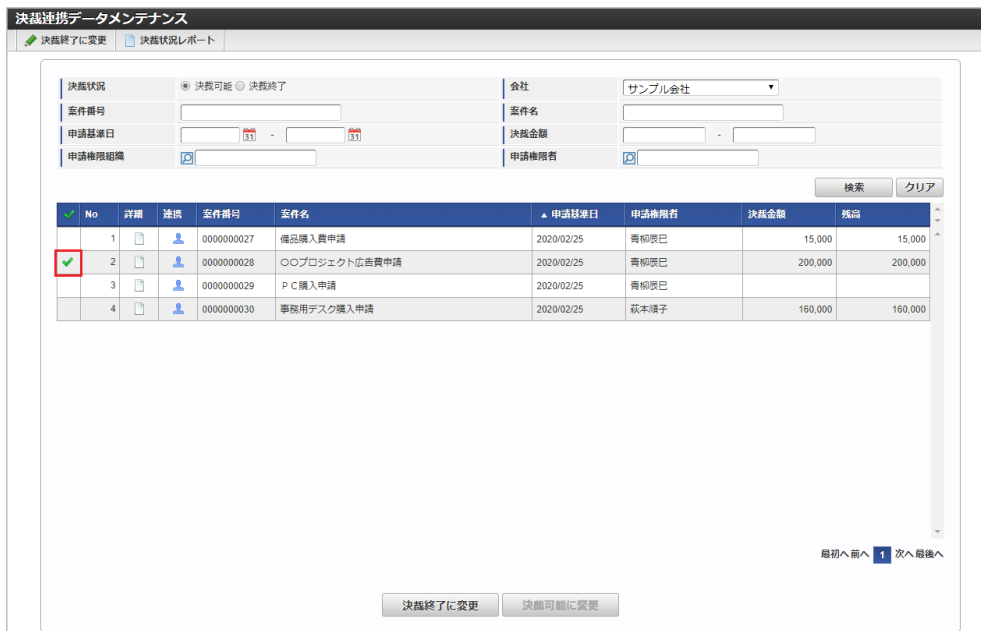 決裁連携データメンテナンス
決裁終了に変更 決裁状況レポート
決裁状況 決裁可能 決裁終了 会社 サンプル会社
案件番号 案件名
申請基準日 31 - 31 決裁金額 -
申請権限組織 申請権限者
検索 クリア
No 詳細 連携 案件番号 案件名 ▲ 申請基準日 申請権限者 決裁金額 残高
1 0000000027 備品購入費申請 2020/02/25 青柳辰巳 15,000 15,000
2 0000000028 〇〇プロジェクト広告費申請 2020/02/25 青柳辰巳 200,000 200,000
3 0000000029 PC購入申請 2020/02/25 青柳辰巳
4 0000000030 事務用デスク購入申請 2020/02/25 萩本順子 160,000 160,000
最初へ 前へ 1 次へ 最後へ
決裁終了に変更 決裁可能に変更